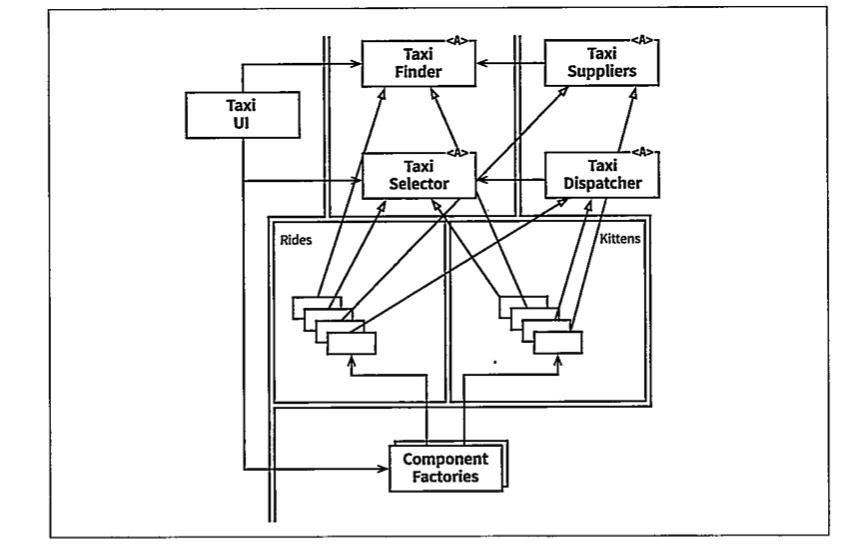 <A>
Taxi
Finder
<A>
Taxi
Suppliers
Taxi
UI
<A>
Taxi
Selector
<A>
Taxi
Dispatcher
Rides
Kittens
Component
Factories